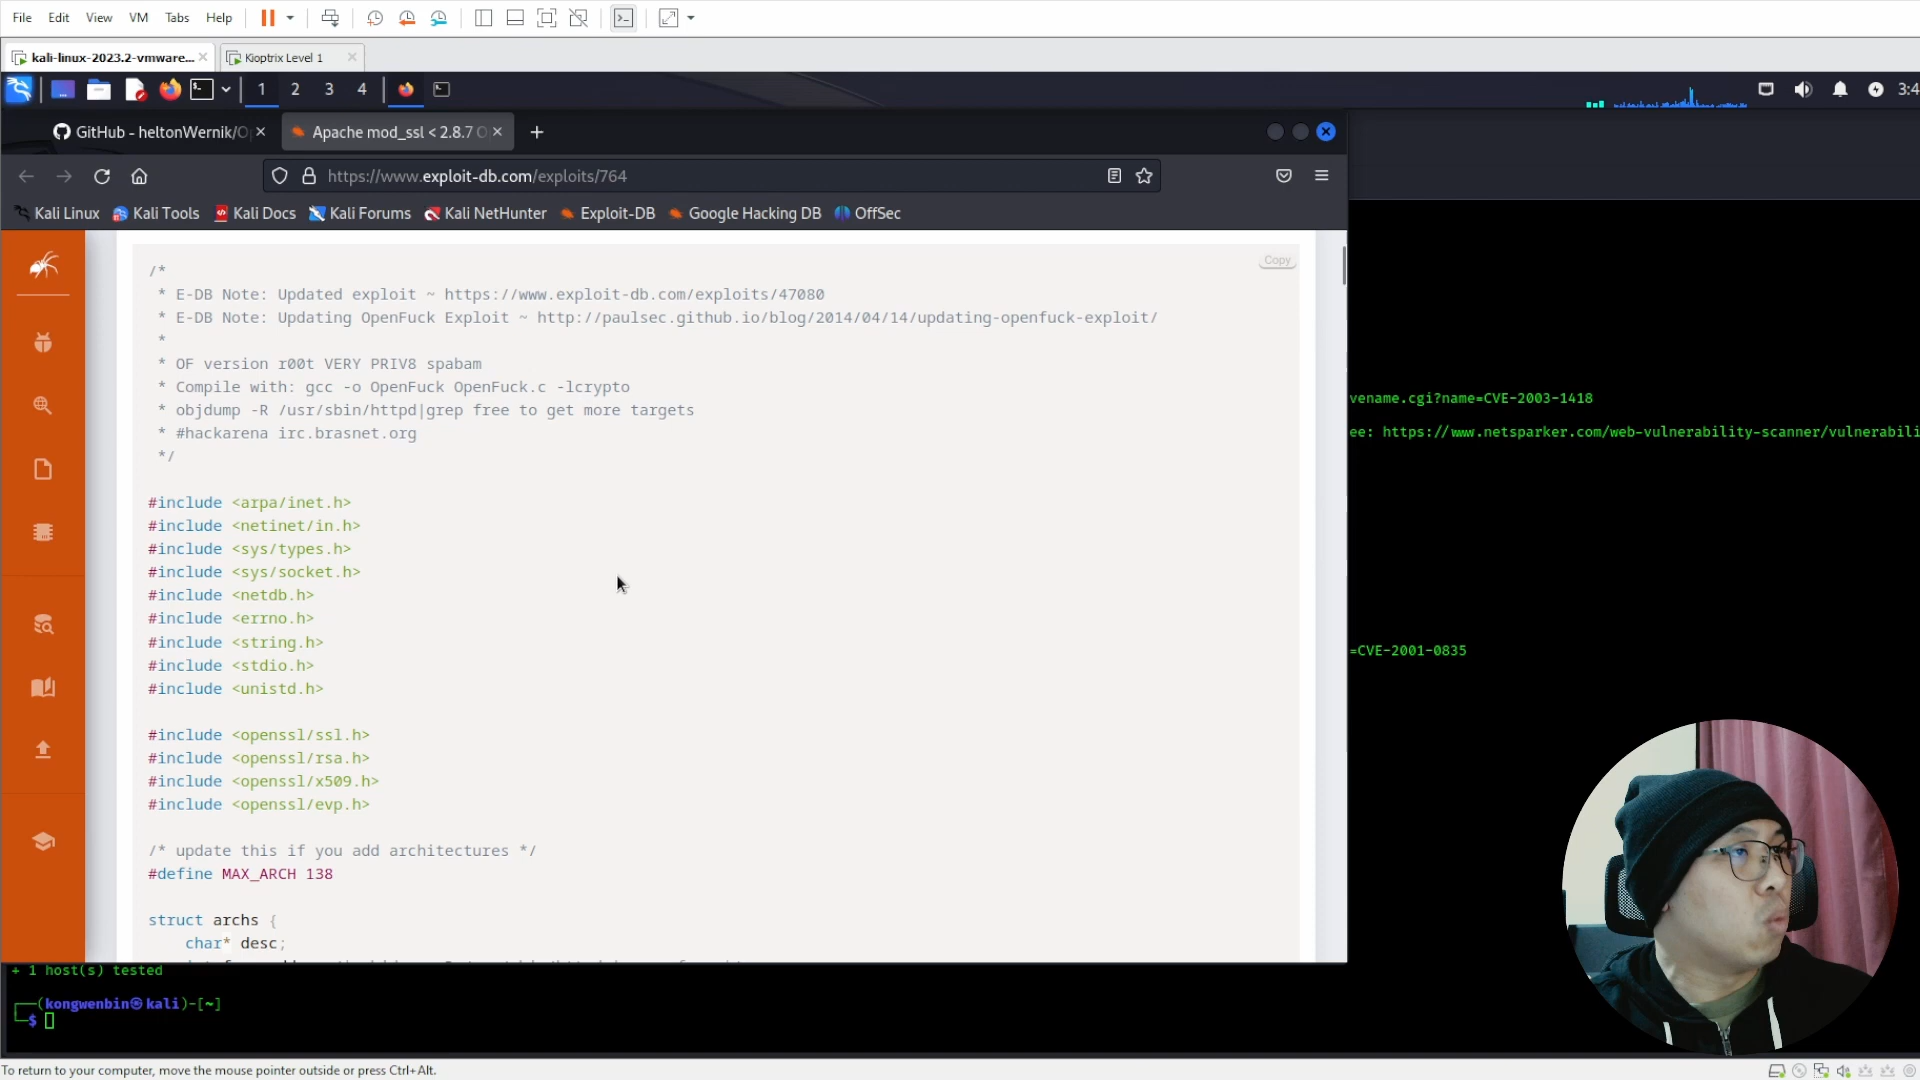 File Edit View VM Tabs Help
kali-linux-2023.2-vmware... Kioptrix Level 1
1 2 3 4 3:4
GitHub - heltonWernik/O Apache mod_ssl < 2.8.7 O
https://www.exploit-db.com/exploits/764
Kali Linux Kali Tools Kali Docs Kali Forums Kali NetHunter Exploit-DB Google Hacking DB OffSec
Copy
/*
* E-DB Note: Updated exploit ~ https://www.exploit-db.com/exploits/47080
* E-DB Note: Updating OpenFuck Exploit ~ http://paulsec.github.io/blog/2014/04/14/updating-openfuck-exploit/
*
* OF version r00t VERY PRIV8 spabam
* Compile with: gcc -o OpenFuck OpenFuck.c -lcrypto
* objdump -R /usr/sbin/httpd|grep free to get more targets
* #hackarena irc.brasnet.org
*/
#include <arpa/inet.h>
#include <netinet/in.h>
#include <sys/types.h>
#include <sys/socket.h>
#include <netdb.h>
#include <errno.h>
#include <string.h>
#include <stdio.h>
#include <unistd.h>
#include <openssl/ssl.h>
#include <openssl/rsa.h>
#include <openssl/x509.h>
#include <openssl/evp.h>
/* update this if you add architectures */
#define MAX_ARCH 138
struct archs {
char* desc;
vename.cgi?name=CVE-2003-1418
ee: https://www.netsparker.com/web-vulnerability-scanner/vulnerabili
=CVE-2001-0835
+ 1 host(s) tested
(kongwenbin㉿kali)-[~]
$
To return to your computer, move the mouse pointer outside or press Ctrl+Alt.